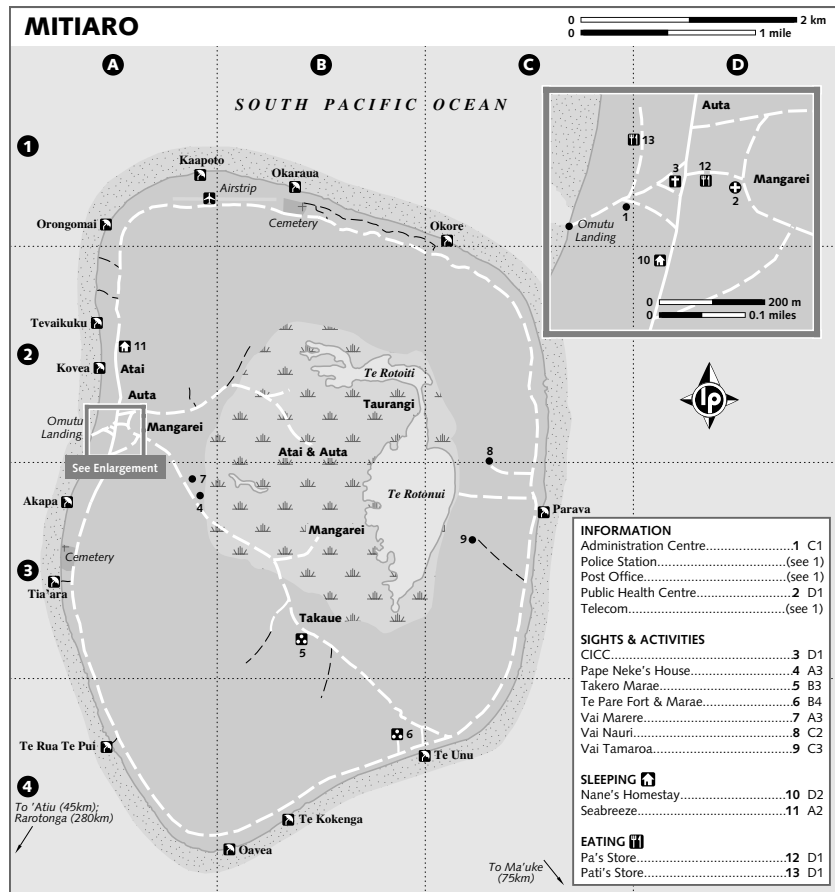 MITIARO
0 2 km
0 1 mile
A B C D
SOUTH PACIFIC OCEAN
1
Kaapoto
Airstrip
Okaraua
Orongomai
Cemetery
Okore
Auta
13
3 12
Mangarei
2
1
Omutu
Landing
10
0 200 m
0 0.1 miles
Tevaikuku
11
2
Kovea
Atai
Auta
Te Rotoiti
Taurangi
Omutu
Landing
Mangarei
See Enlargement
Atai & Auta
8
lp
7
4
Akapa
Te Rotonui
Parava
Mangarei
9
Cemetery
3
Tia'ara
Takaue
5
6
Te Rua Te Pui
Te Unu
4
To 'Atiu (45km);
Rarotonga (280km)
Te Kokenga
Oavea
To Ma'uke
(75km)
INFORMATION
Administration Centre...................1 C1
Police Station...................(see 1)
Post Office...................(see 1)
Public Health Centre...................2 D1
Telecom...................(see 1)
SIGHTS & ACTIVITIES
CICC...................3 D1
Pape Neke's House...................4 A3
Takero Marae...................5 B3
Te Pare Fort & Marae...................6 B4
Vai Marere...................7 A3
Vai Nauri...................8 C2
Vai Tamaroa...................9 C3
SLEEPING
Nane's Homestay...................10 D2
Seabreeze...................11 A2
EATING
Pa's Store...................12 D1
Pati's Store...................13 D1